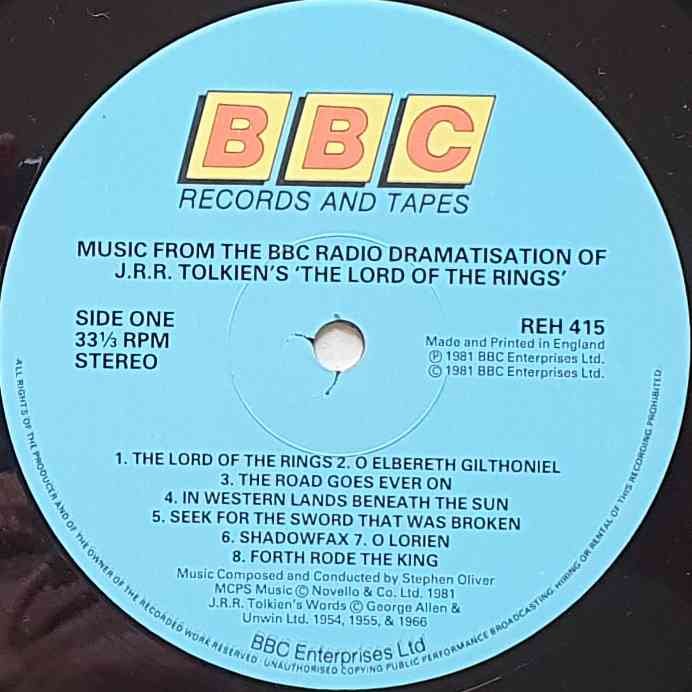 BBC
RECORDS AND TAPES
MUSIC FROM THE BBC RADIO DRAMATISATION OF
J.R.R. TOLKIEN'S 'THE LORD OF THE RINGS'
SIDE ONE
33⅓ RPM
STEREO
REH 415
Made and Printed in England
Ⓟ 1981 BBC Enterprises Ltd.
© 1981 BBC Enterprises Ltd.
1. THE LORD OF THE RINGS 2. O ELBERETH GILTHONIEL
3. THE ROAD GOES EVER ON
4. IN WESTERN LANDS BENEATH THE SUN
5. SEEK FOR THE SWORD THAT WAS BROKEN
6. SHADOWFAX 7. O LORIEN
8. FORTH RODE THE KING
Music Composed and Conducted by Stephen Oliver
MCPS Music © Novello & Co. Ltd. 1981
J.R.R. Tolkien's Words © George Allen &
Unwin Ltd. 1954, 1955, & 1966
BBC Enterprises Ltd
ALL RIGHTS OF THE PRODUCER AND OF THE OWNER OF THE RECORDED WORK RESERVED · UNAUTHORISED COPYING PUBLIC PERFORMANCE BROADCASTING HIRING OR RENTAL OF THIS RECORDING PROHIBITED.